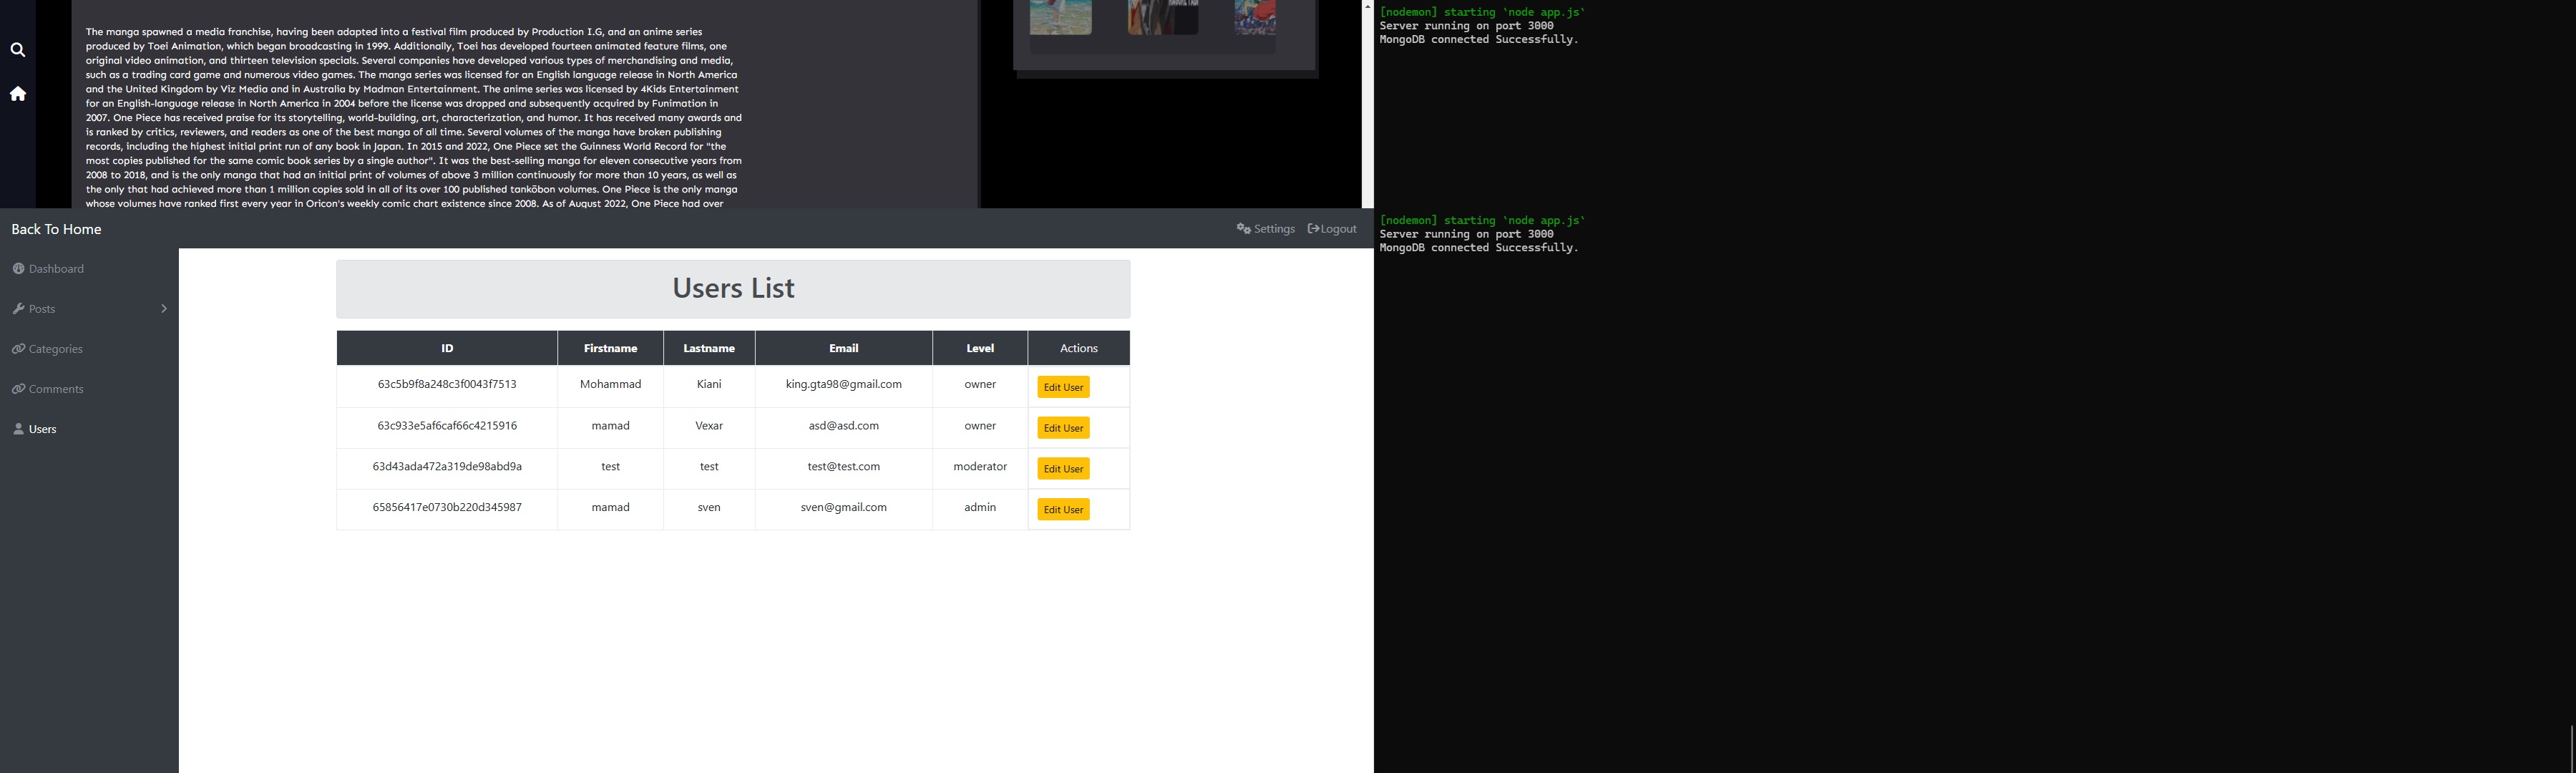 The manga spawned a media franchise, having been adapted into a festival film produced by Production I.G, and an anime series
produced by Toei Animation, which began broadcasting in 1999. Additionally, Toei has developed fourteen animated feature films, one
original video animation, and thirteen television specials. Several companies have developed various types of merchandising and media,
such as a trading card game and numerous video games. The manga series was licensed for an English language release in North America
and the United Kingdom by Viz Media and in Australia by Madman Entertainment. The anime series was licensed by 4Kids Entertainment
for an English-language release in North America in 2004 before the license was dropped and subsequently acquired by Funimation in
2007. One Piece has received praise for its storytelling, world-building, art, characterization, and humor. It has received many awards and
is ranked by critics, reviewers, and readers as one of the best manga of all time. Several volumes of the manga have broken publishing
records, including the highest initial print run of any book in Japan. In 2015 and 2022, One Piece set the Guinness World Record for "the
most copies published for the same comic book series by a single author". It was the best-selling manga for eleven consecutive years from
2008 to 2018, and is the only manga that had an initial print of volumes of above 3 million continuously for more than 10 years, as well as
the only that had achieved more than 1 million copies sold in all of its over 100 published tankōbon volumes. One Piece is the only manga
whose volumes have ranked first every year in Oricon's weekly comic chart existence since 2008. As of August 2022, One Piece had over
[nodemon] starting `node app.js`
Server running on port 3000
MongoDB connected Successfully.
Back To Home
Settings Logout
Dashboard
Posts
Categories
Comments
Users
Users List
ID Firstname Lastname Email Level Actions
63c5b9f8a248c3f0043f7513 Mohammad Kiani king.gta98@gmail.com owner Edit User
63c933e5af6caf66c4215916 mamad Vexar asd@asd.com owner Edit User
63d43ada472a319de98abd9a test test test@test.com moderator Edit User
65856417e0730b220d345987 mamad sven sven@gmail.com admin Edit User
[nodemon] starting `node app.js`
Server running on port 3000
MongoDB connected Successfully.